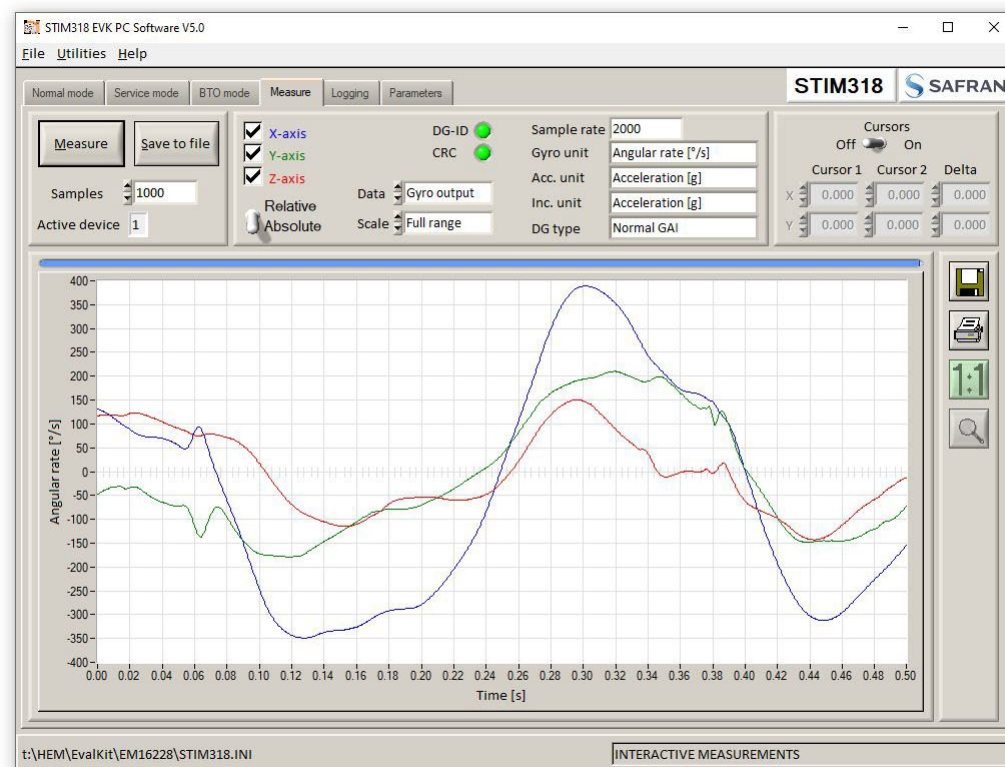 STIM318 EVK PC Software V5.0
File Utilities Help
Normal mode Service mode BTO mode Measure Logging Parameters
STIM318 SAFRAN
Measure Save to file
Samples 1000
Active device 1
X-axis
Y-axis
Z-axis
Relative
Absolute
DG-ID
CRC
Data Gyro output
Scale Full range
Sample rate 2000
Gyro unit Angular rate [°/s]
Acc. unit Acceleration [g]
Inc. unit Acceleration [g]
DG type Normal GAI
Cursors
Off On
Cursor 1 Cursor 2 Delta
X 0.000 0.000 0.000
Y 0.000 0.000 0.000
1:1
Angular rate [°/s]
400
350
300
250
200
150
100
50
0
-50
-100
-150
-200
-250
-300
-350
-400
0.00 0.02 0.04 0.06 0.08 0.10 0.12 0.14 0.16 0.18 0.20 0.22 0.24 0.26 0.28 0.30 0.32 0.34 0.36 0.38 0.40 0.42 0.44 0.46 0.48 0.50
Time [s]
t:\HEM\EvalKit\EM16228\STIM318.INI
INTERACTIVE MEASUREMENTS